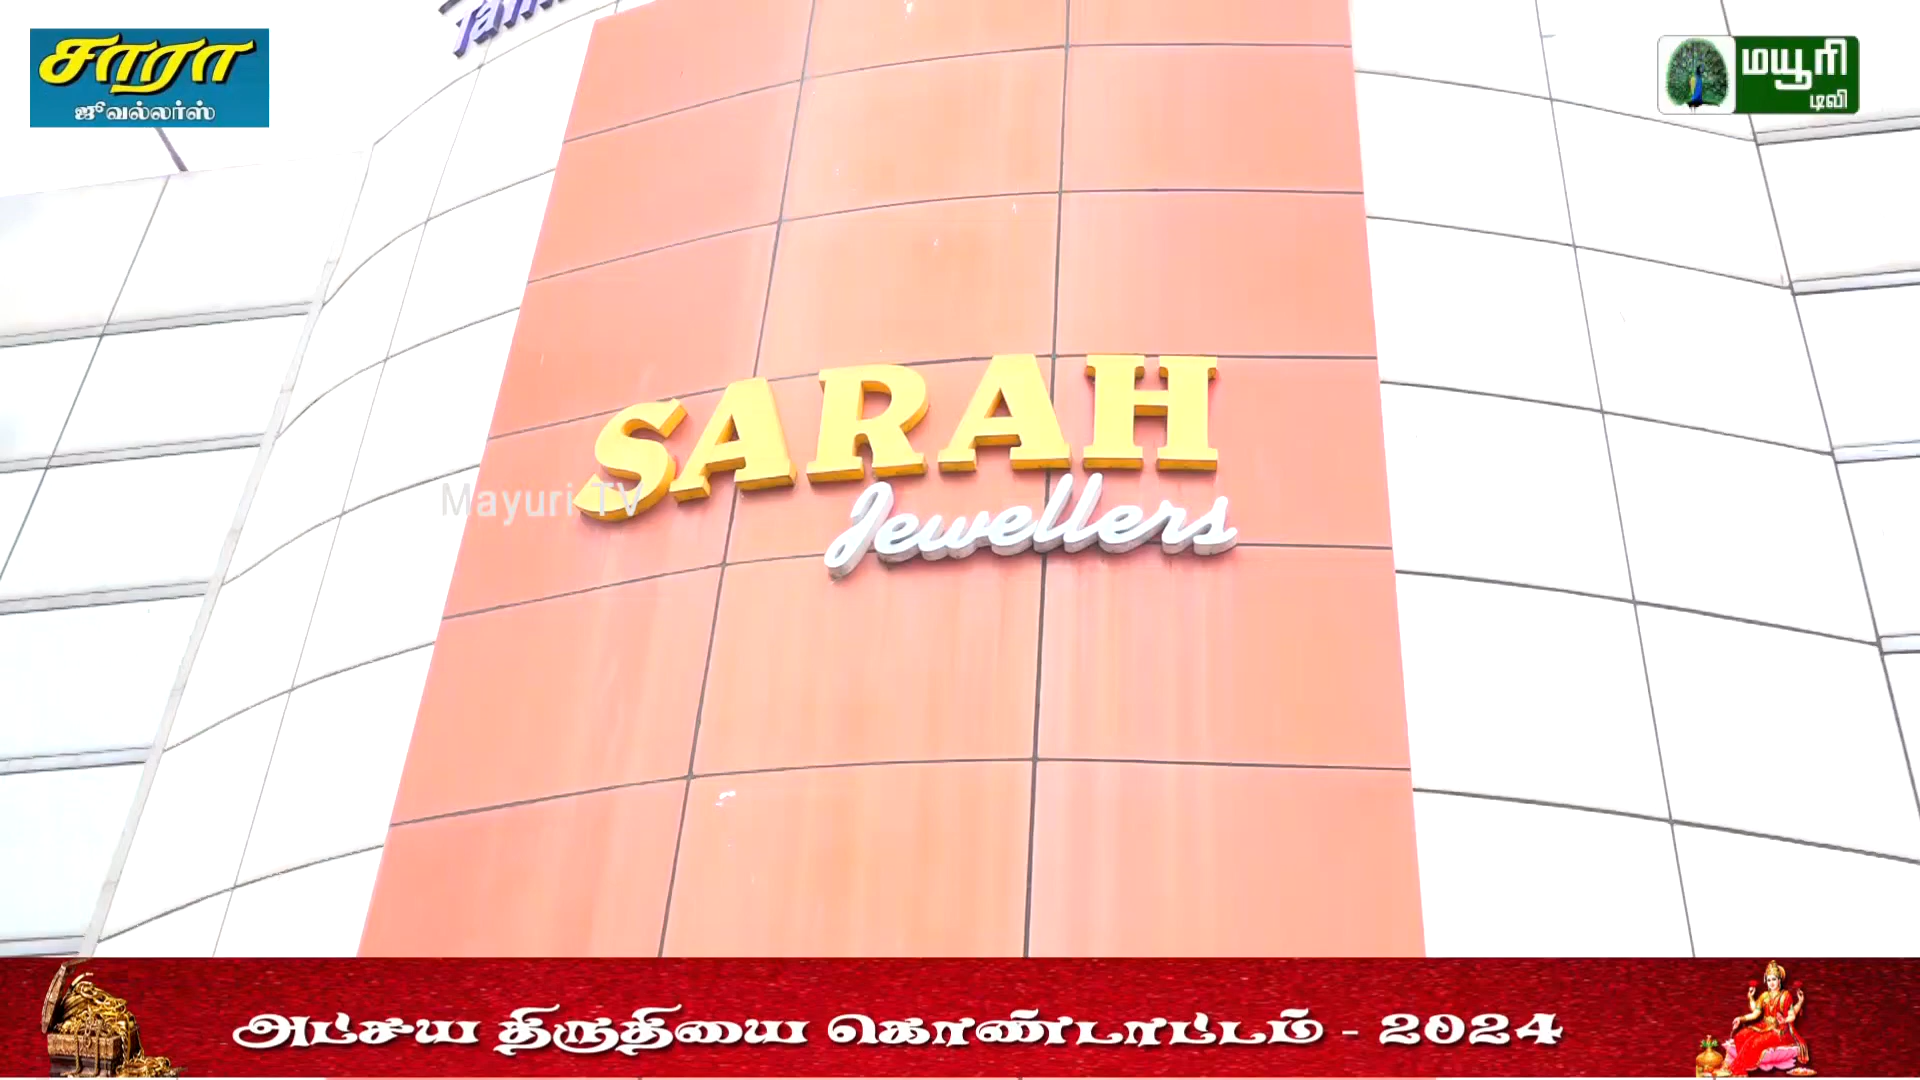 சாரா
ஜூவல்லர்ஸ்
மயூரி
டிவி
SARAH
Jewellers
Mayuri TV
அட்சய திருதியை கொண்டாட்டம் - 2024